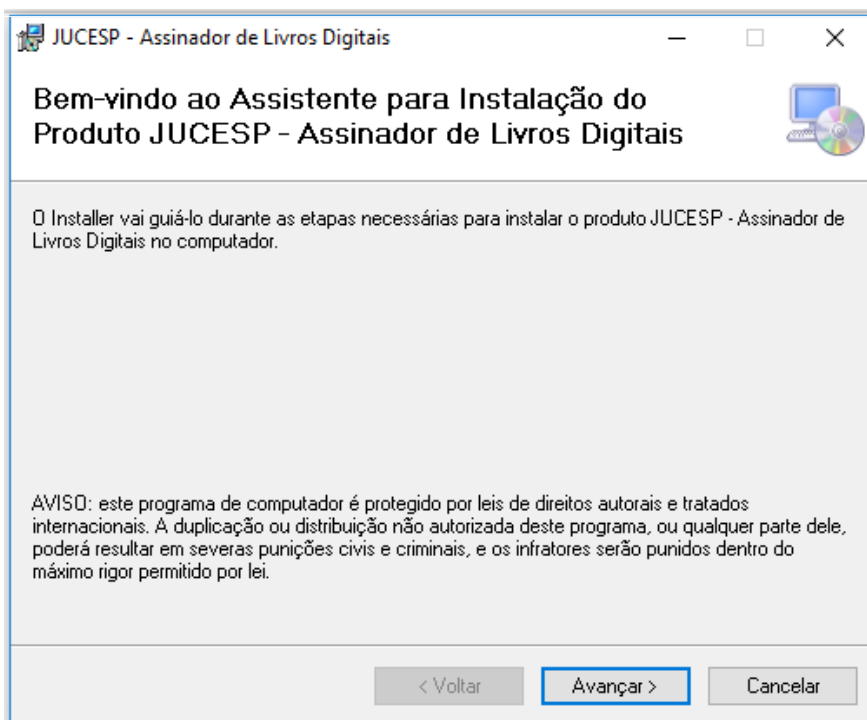 JUCESP - Assinador de Livros Digitais
Bem-vindo ao Assistente para Instalação do
Produto JUCESP - Assinador de Livros Digitais
O Installer vai guiá-lo durante as etapas necessárias para instalar o produto JUCESP - Assinador de
Livros Digitais no computador.
AVISO: este programa de computador é protegido por leis de direitos autorais e tratados
internacionais. A duplicação ou distribuição não autorizada deste programa, ou qualquer parte dele,
poderá resultar em severas punições civis e criminais, e os infratores serão punidos dentro do
máximo rigor permitido por lei.
< Voltar
Avançar >
Cancelar